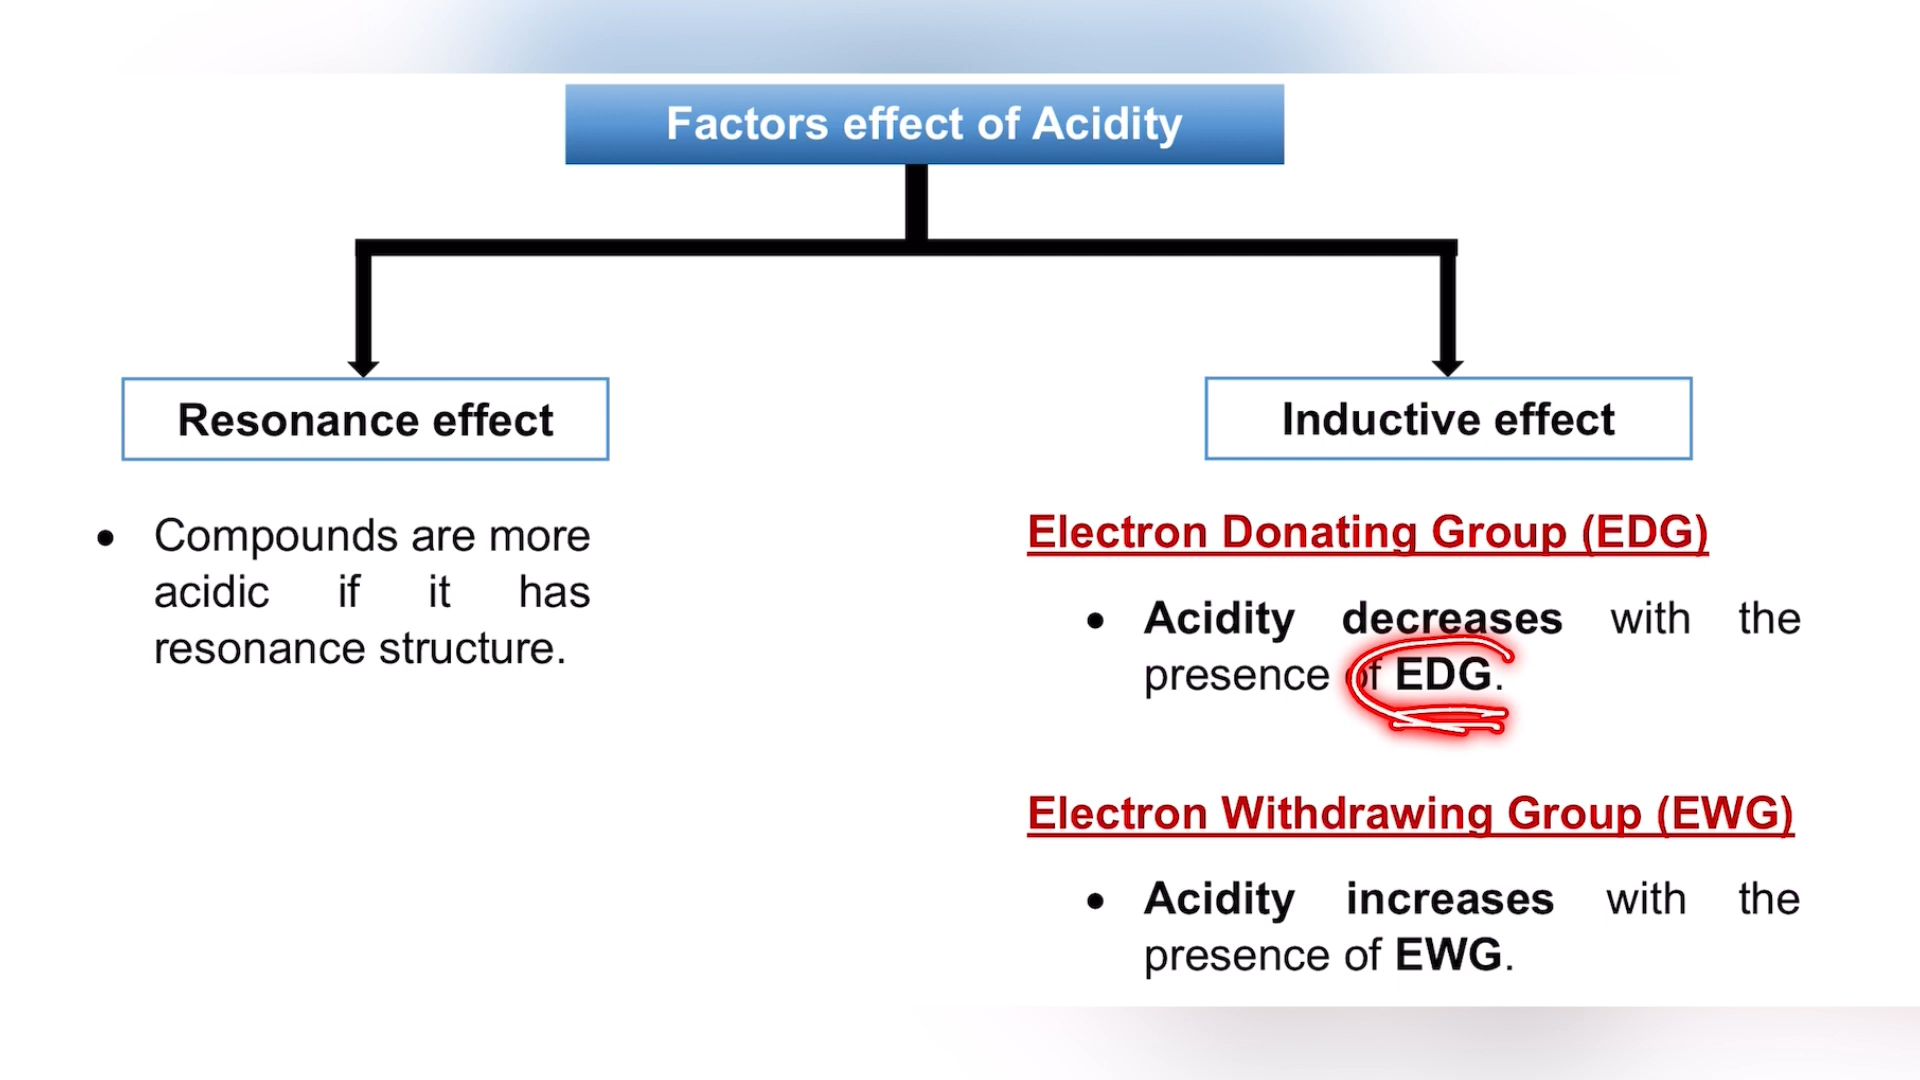 Factors effect of Acidity
Resonance effect
• Compounds are more
acidic if it has
resonance structure.
Inductive effect
Electron Donating Group (EDG)
• Acidity decreases with the
presence of EDG.
Electron Withdrawing Group (EWG)
• Acidity increases with the
presence of EWG.